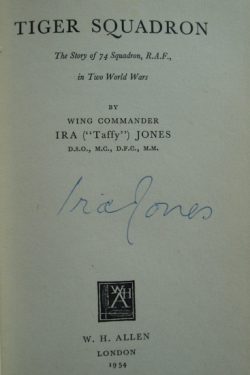 TIGER SQUADRON
The Story of 74 Squadron, R.A.F.,
in Two World Wars
BY
WING COMMANDER
IRA ("Taffy") JONES
D.S.O., M.C., D.F.C., M.M.
Ira Jones
WHA
W. H. ALLEN
LONDON
1954